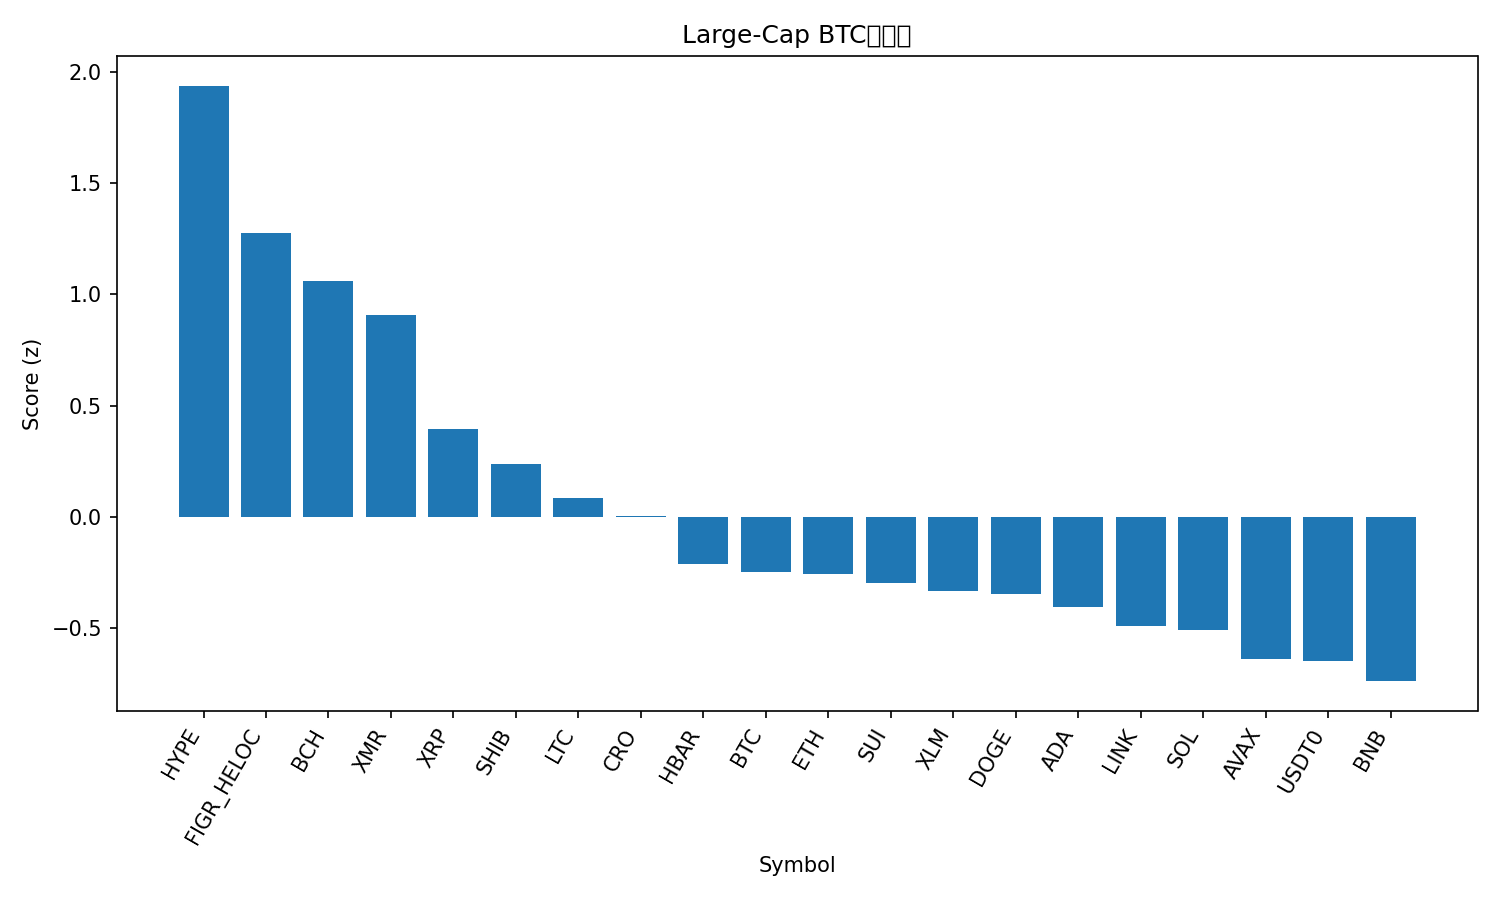 Large-Cap BTC
Score (z)
2.0
1.5
1.0
0.5
0.0
−0.5
HYPE
FIGR_HELOC
BCH
XMR
XRP
SHIB
LTC
CRO
HBAR
BTC
ETH
SUI
XLM
DOGE
ADA
LINK
SOL
AVAX
USDT0
BNB
Symbol